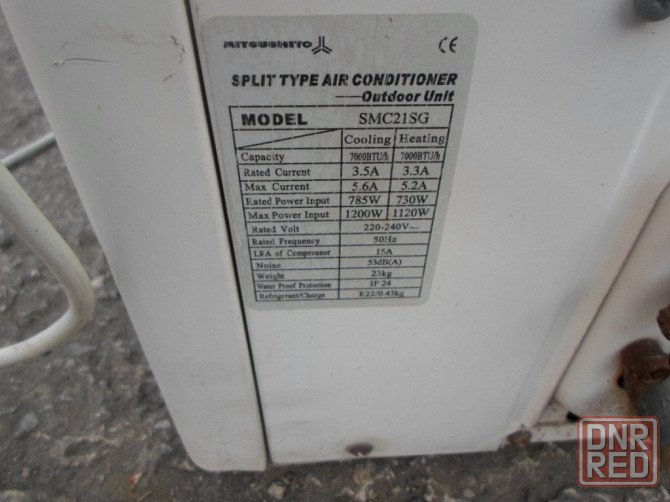 MITSUSHITO CE
SPLIT TYPE AIR CONDITIONER
——Outdoor Unit
MODEL SMC21SG
Cooling Heating
Capacity 7000BTU/h 7000BTU/h
Rated Current 3.5A 3.3A
Max Current 5.6A 5.2A
Rated Power Input 785W 730W
Max Power Input 1200W 1120W
Rated Volt 220-240V~
Rated Frequency 50Hz
LRA of Compressor 15A
Noise 53dB(A)
Weight 23kg
Water Proof Protection IP 24
Refrigerant/Charge R22/0.43kg
DNR
RED